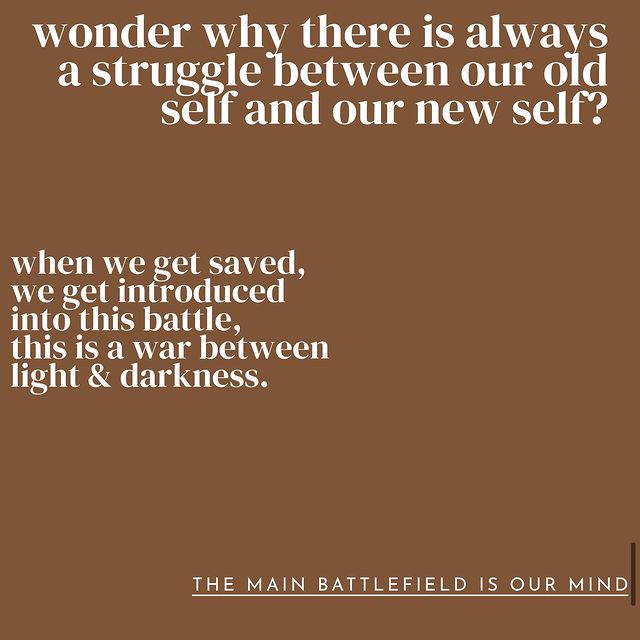 wonder why there is always
a struggle between our old
self and our new self?
when we get saved,
we get introduced
into this battle,
this is a war between
light & darkness.
THE MAIN BATTLEFIELD IS OUR MIND